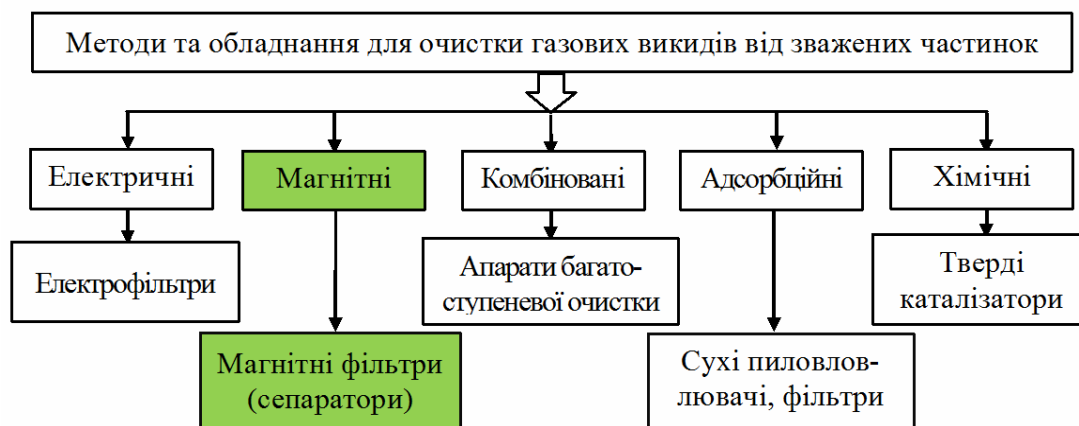 Методи та обладнання для очистки газових викидів від зважених частинок
Електричні
Магнітні
Комбіновані
Адсорбційні
Хімічні
Електрофільтри
Апарати багато-
ступеневої очистки
Тверді
каталізатори
Магнітні фільтри
(сепаратори)
Сухі пиловлов-
лювачі, фільтри